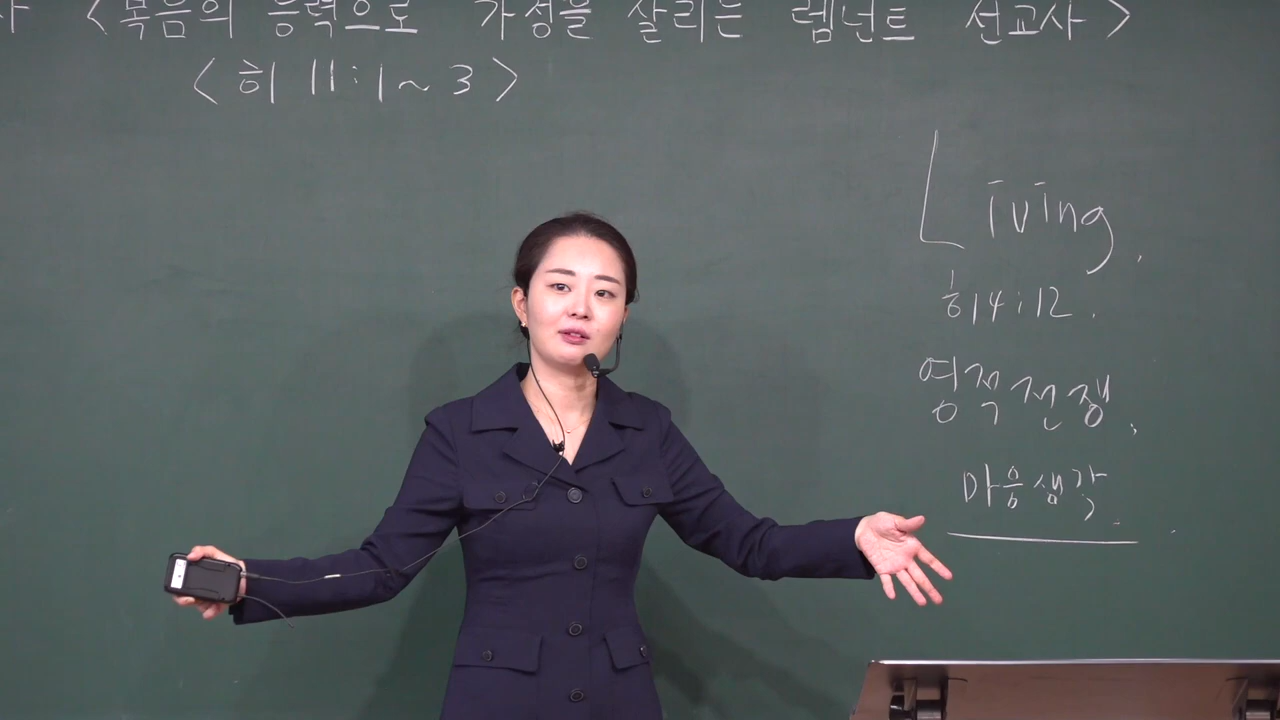 사 <복음의 능력으로 가정을 살리는 렘넌트 선교사>
<히 11:1~3>
Living.
히 4:12.
영적전쟁,
마음생각.